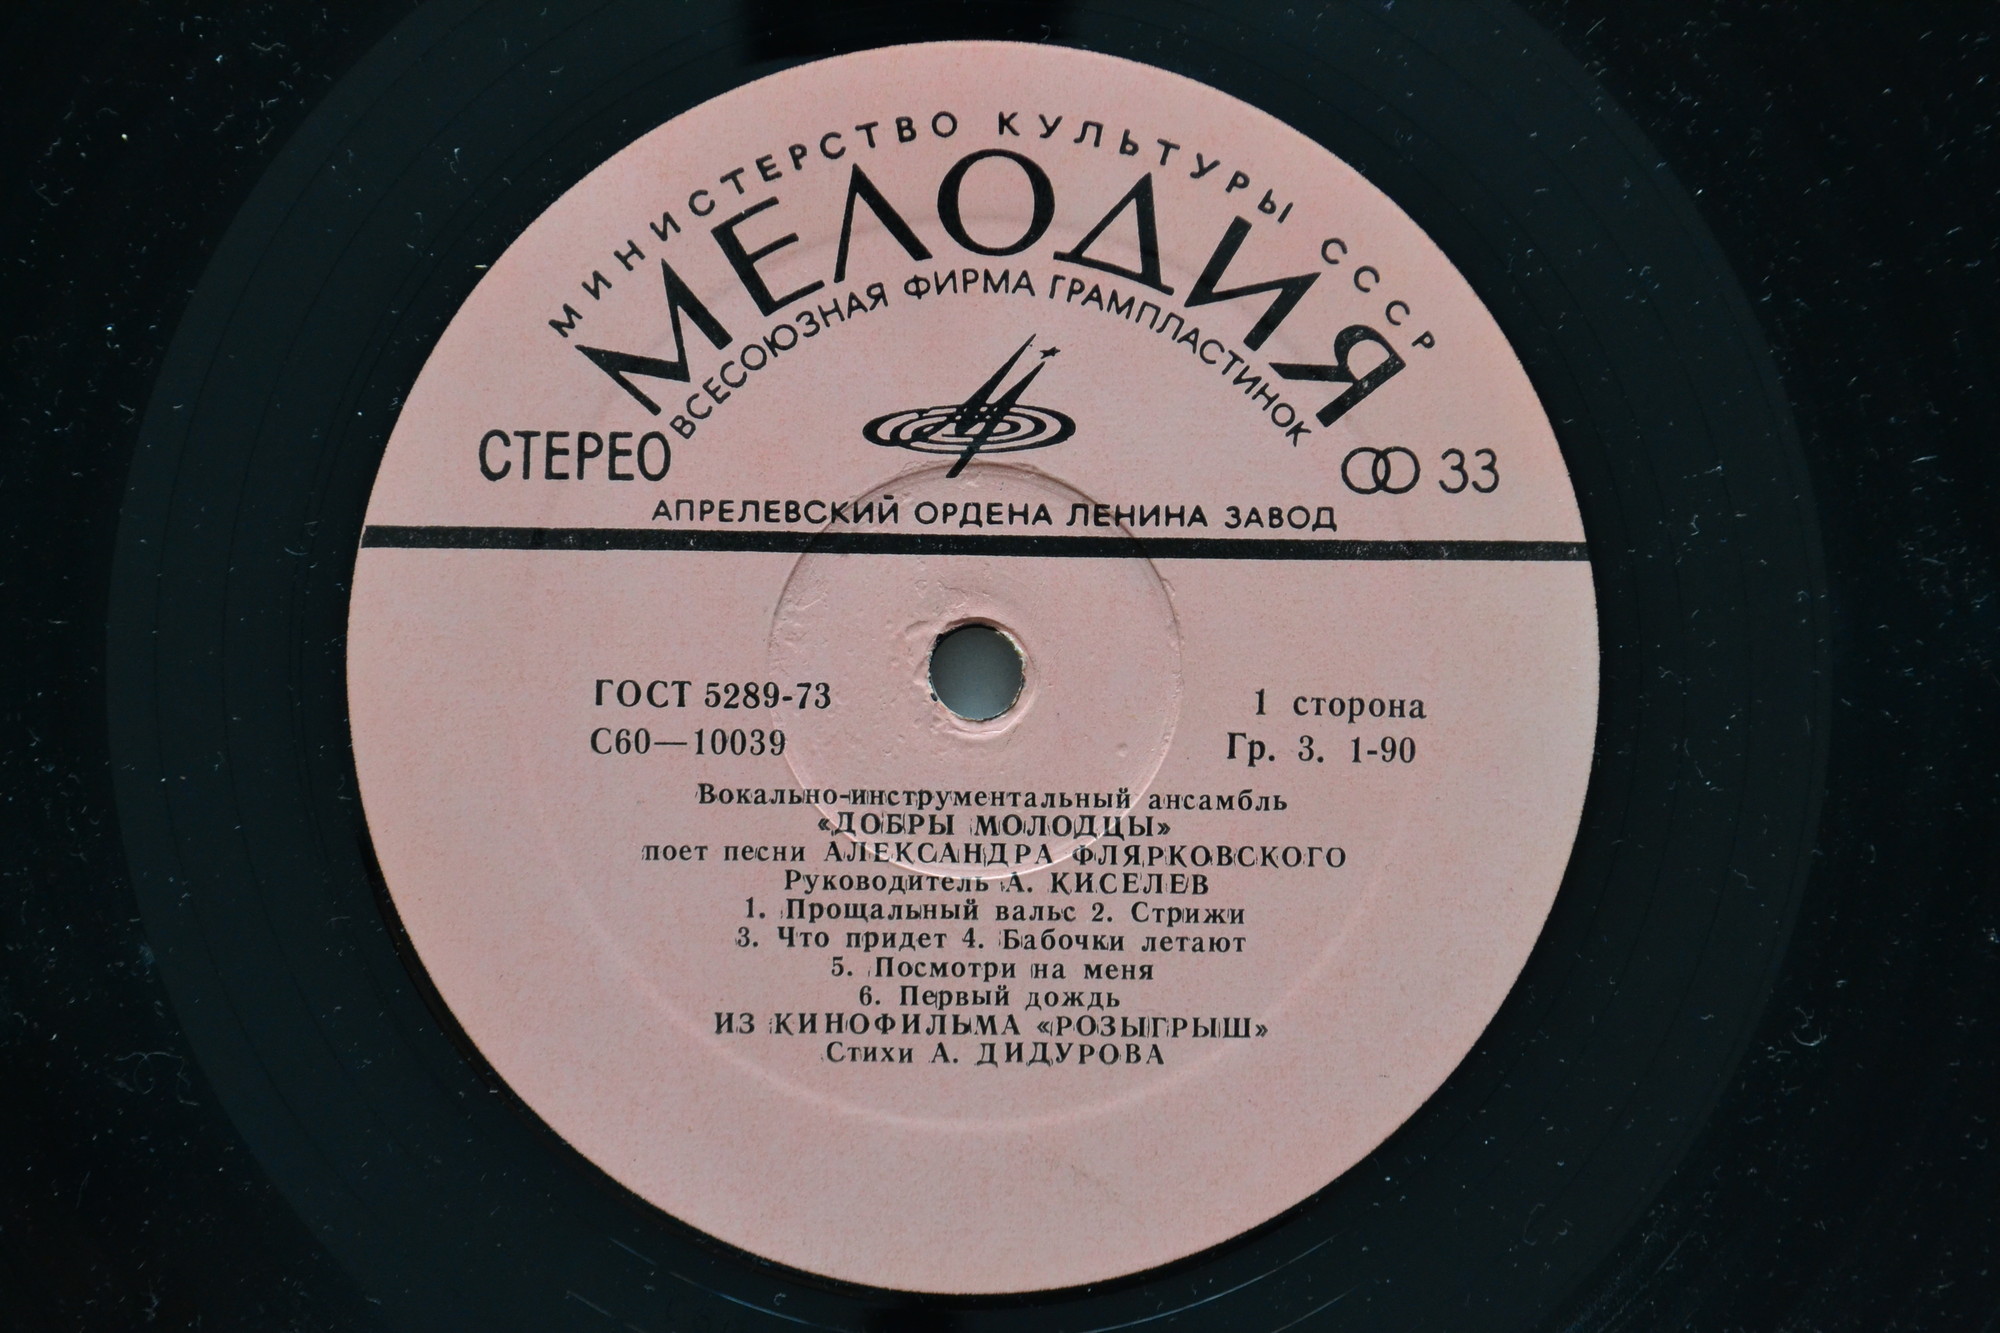 МИНИСТЕРСТВО КУЛЬТУРЫ СССР
МЕЛОДИЯ
ВСЕСОЮЗНАЯ ФИРМА ГРАМПЛАСТИНОК
СТЕРЕО
33
АПРЕЛЕВСКИЙ ОРДЕНА ЛЕНИНА ЗАВОД
ГОСТ 5289-73
1 сторона
С60—10039
Гр. 3. 1-90
Вокально-инструментальный ансамбль
«ДОБРЫ МОЛОДЦЫ»
поет песни АЛЕКСАНДРА ФЛЯРКОВСКОГО
Руководитель А. КИСЕЛЕВ
1. Прощальный вальс 2. Стрижи
3. Что придет 4. Бабочки летают
5. Посмотри на меня
6. Первый дождь
ИЗ КИНОФИЛЬМА «РОЗЫГРЫШ»
Стихи А. ДИДУРОВА